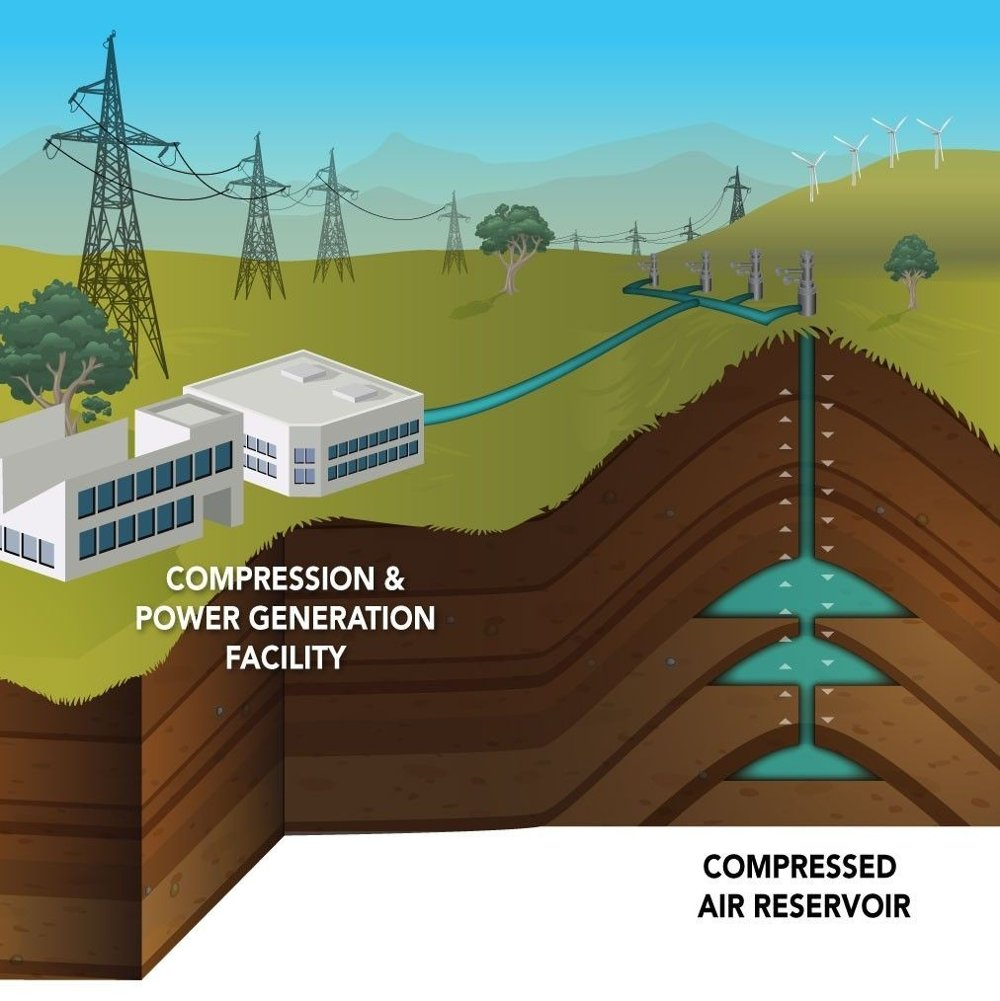 COMPRESSION &
POWER GENERATION
FACILITY
COMPRESSED
AIR RESERVOIR